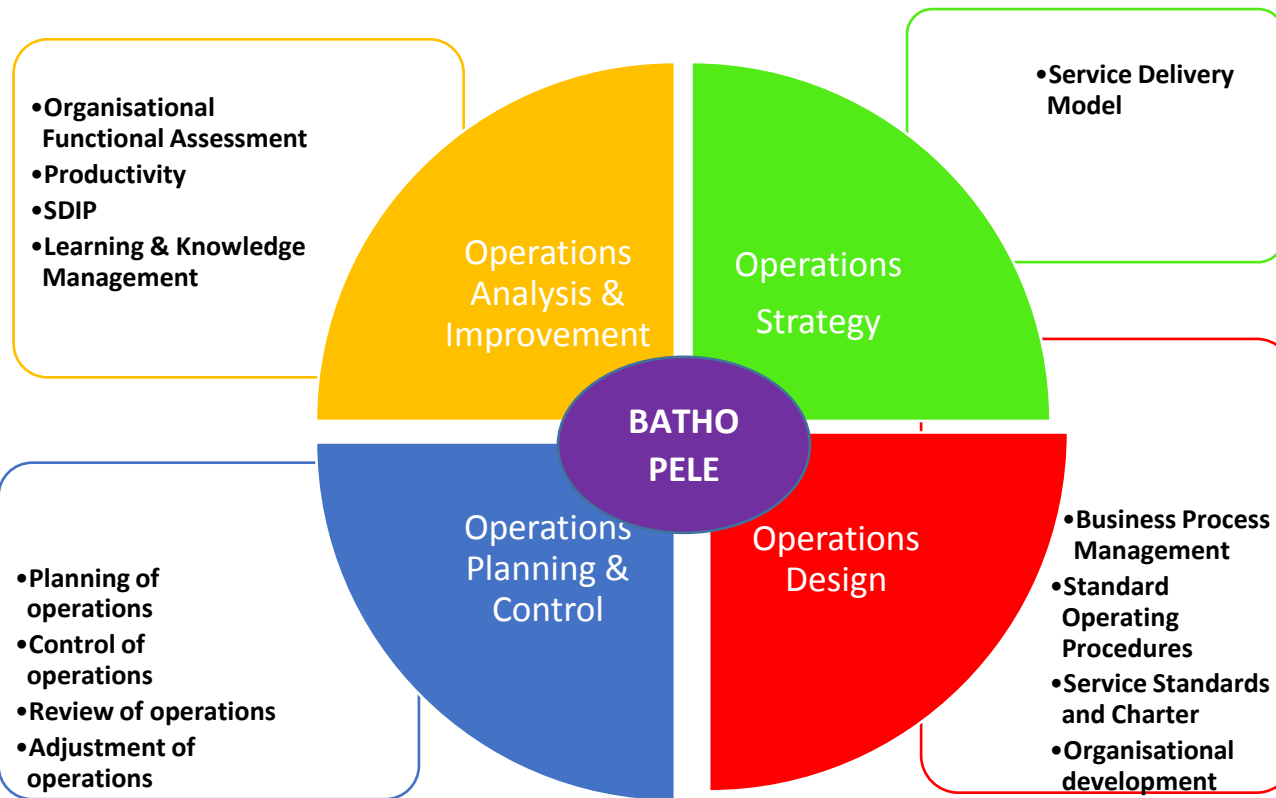 •Organisational
Functional Assessment
•Productivity
•SDIP
•Learning & Knowledge
Management
•Service Delivery
Model
Operations
Analysis &
Improvement
Operations
Strategy
BATHO
PELE
Operations
Planning &
Control
Operations
Design
•Planning of
operations
•Control of
operations
•Review of operations
•Adjustment of
operations
•Business Process
Management
•Standard
Operating
Procedures
•Service Standards
and Charter
•Organisational
development